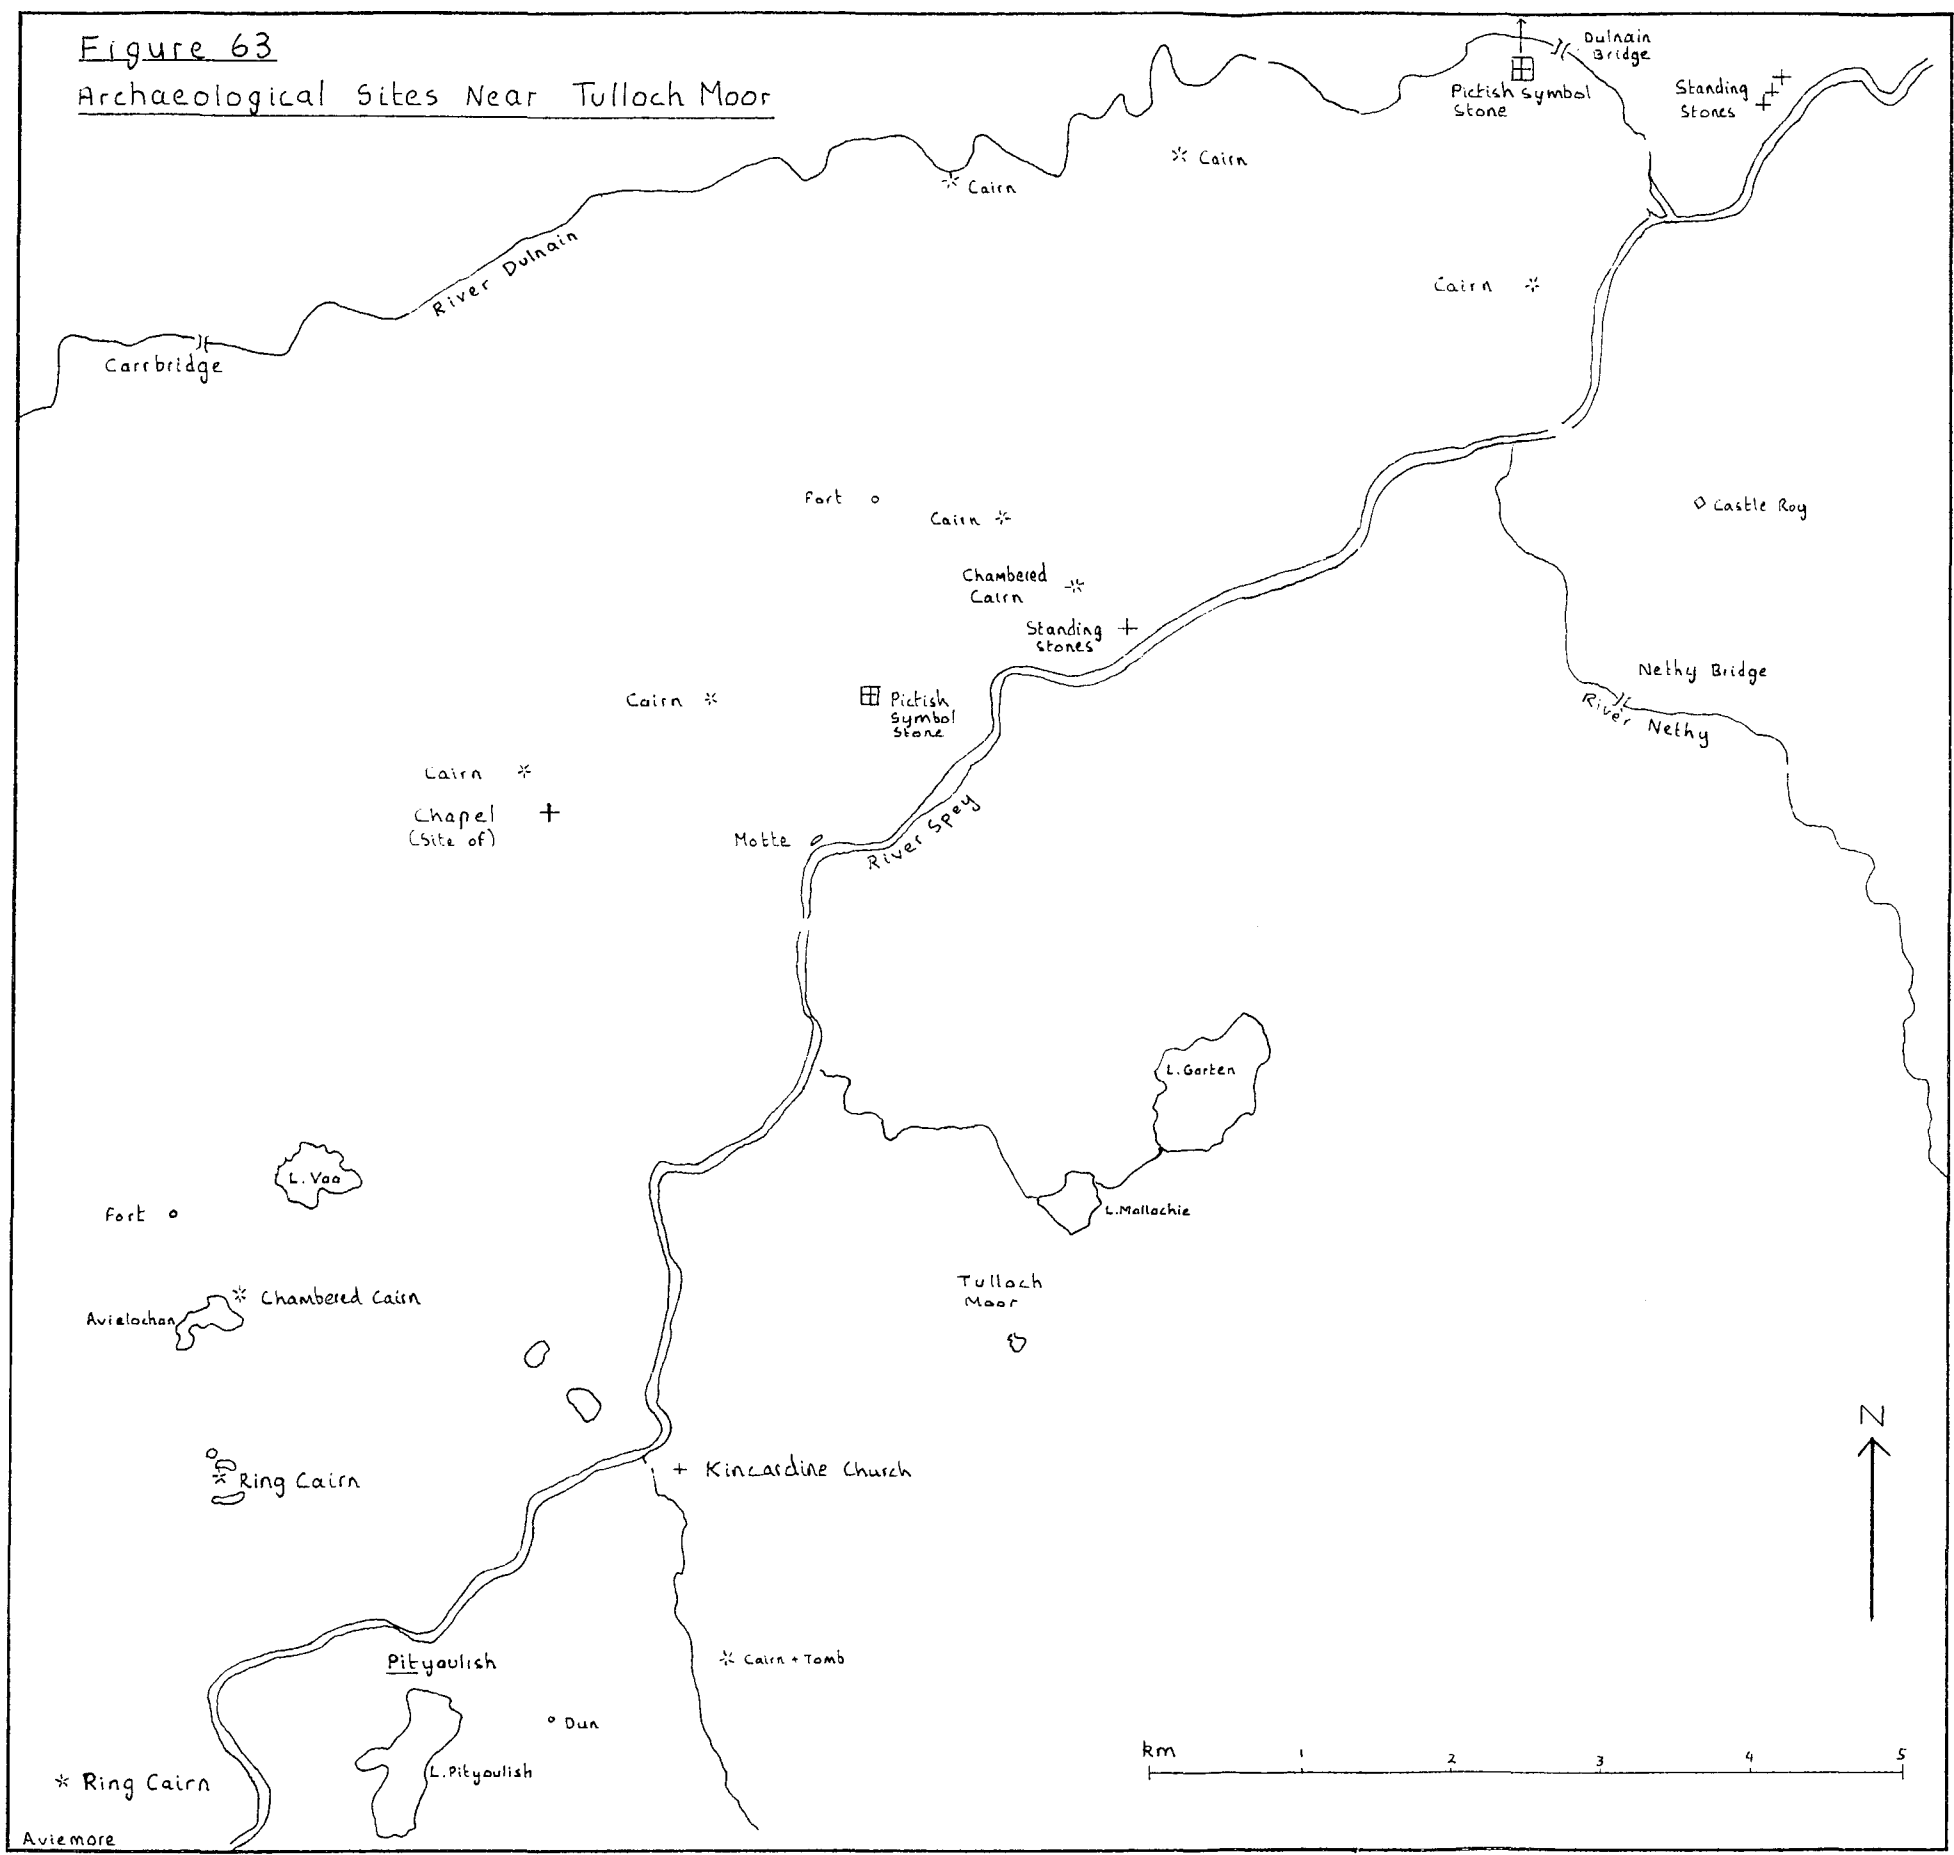 Figure 63
Archaeological Sites Near Tulloch Moor
Dulnain
Bridge
Pictish Symbol
Stone
Standing
Stones
Cairn
Cairn
River Dulnain
Cairn
Carrbridge
Fort
Cairn
Castle Roy
Chambered
Cairn
Standing
Stones
Nethy Bridge
River Nethy
Cairn
Pictish
Symbol
Stone
Cairn
Chapel
(Site of)
Motte
River Spey
L. Garten
L. Vaa
Fort
L. Mallachie
Tulloch
Moor
Chambered Cairn
Avielochan
N
Ring Cairn
Kincardine Church
Pityoulish
Cairn + Tomb
Dun
L. Pityoulish
km 1 2 3 4 5
Ring Cairn
Aviemore